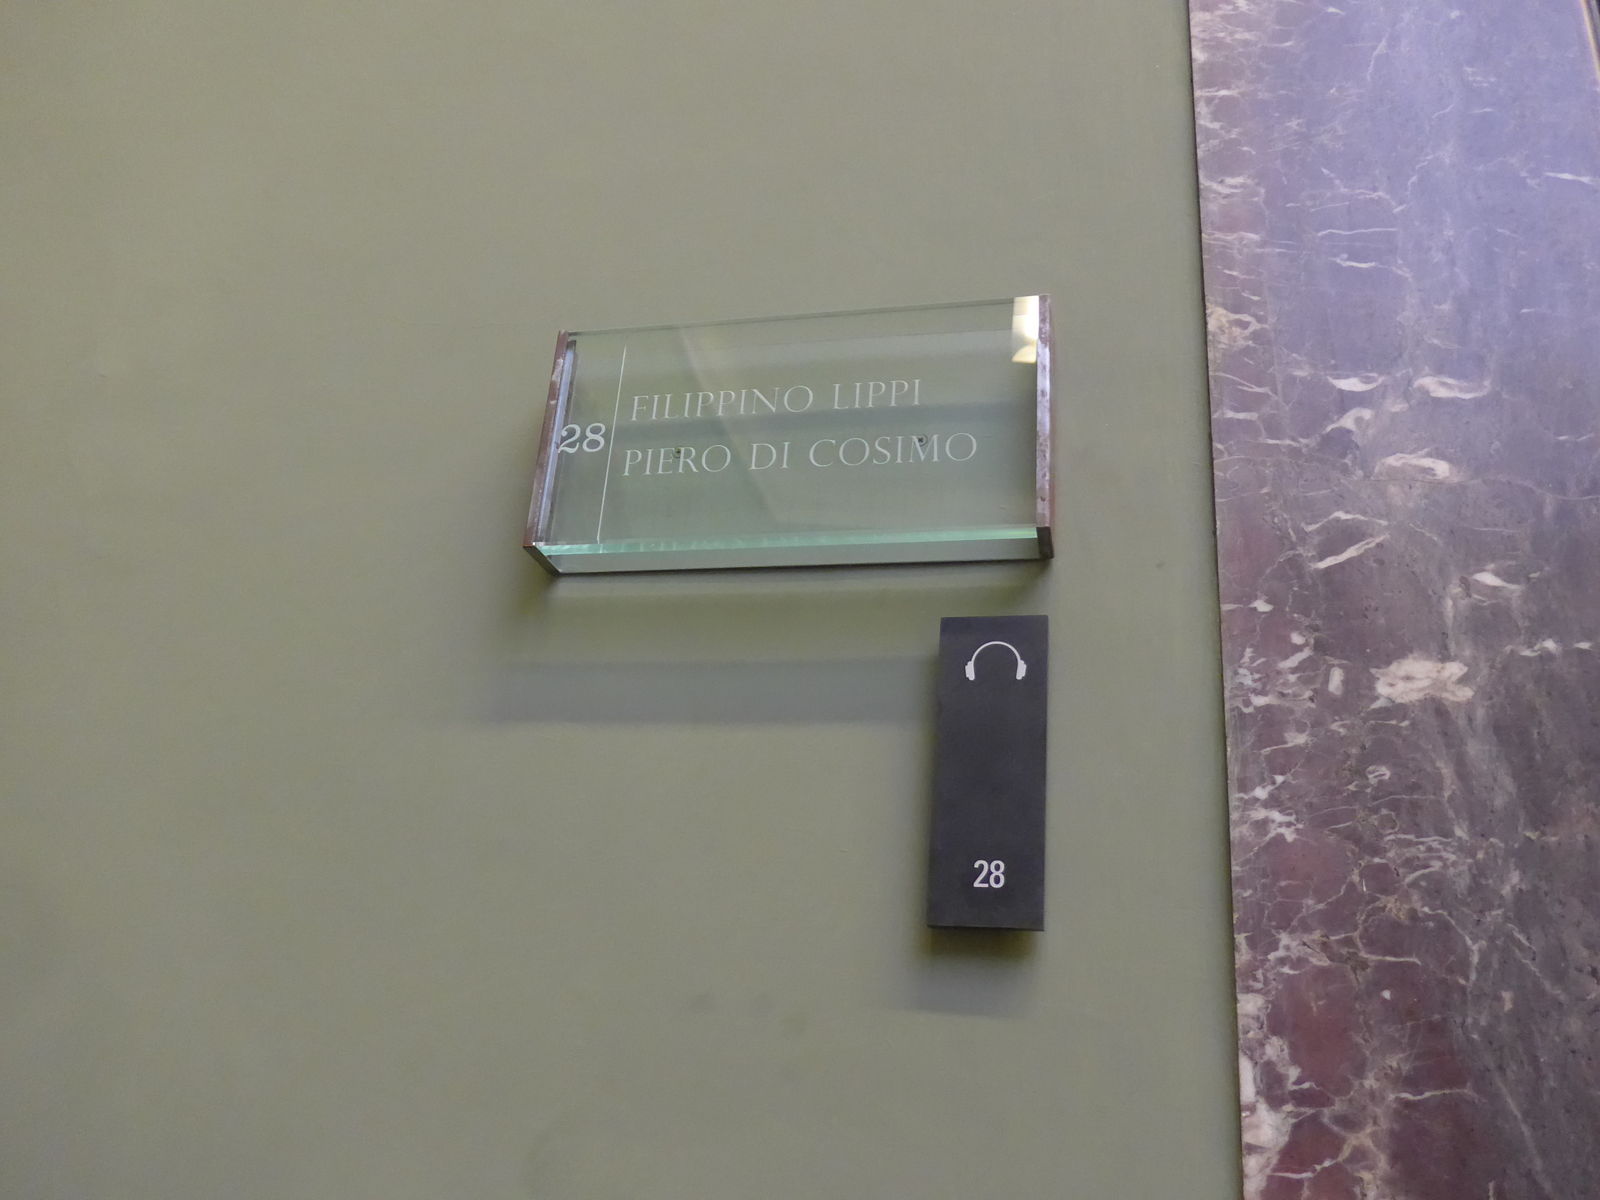 28
FILIPPINO LIPPI
PIERO DI COSIMO
28